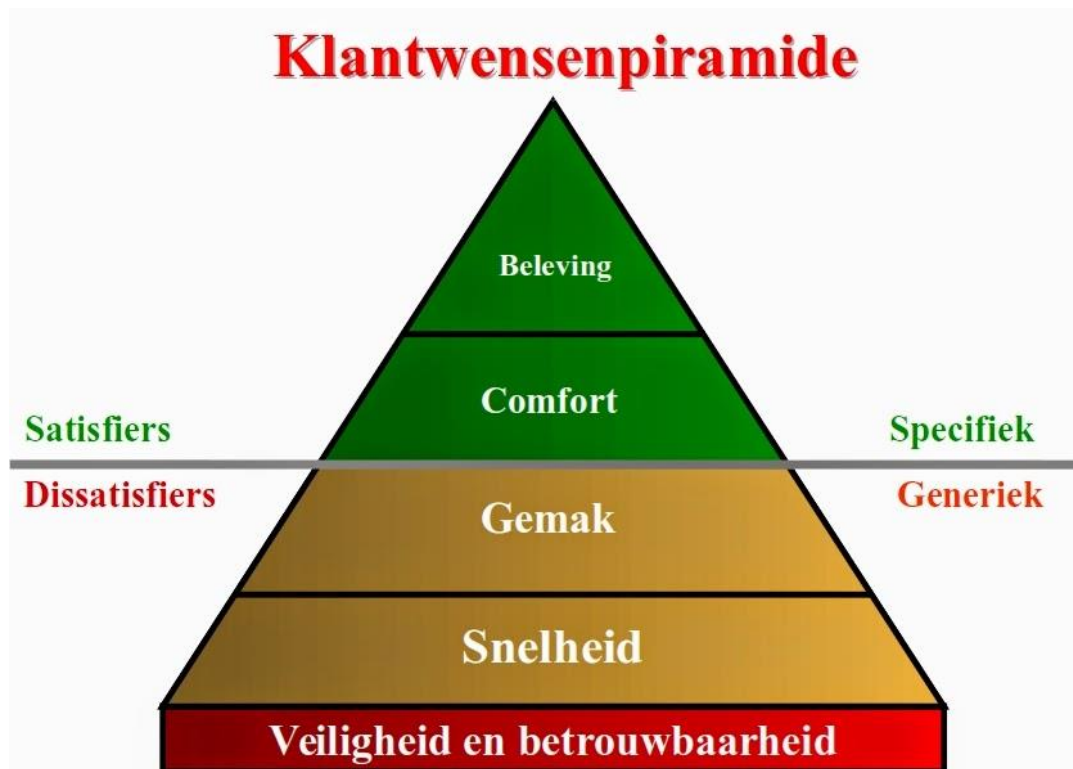 Klantwensenpiramide
Beleving
Comfort
Satisfiers
Specifiek
Dissatisfiers
Generiek
Gemak
Snelheid
Veiligheid en betrouwbaarheid